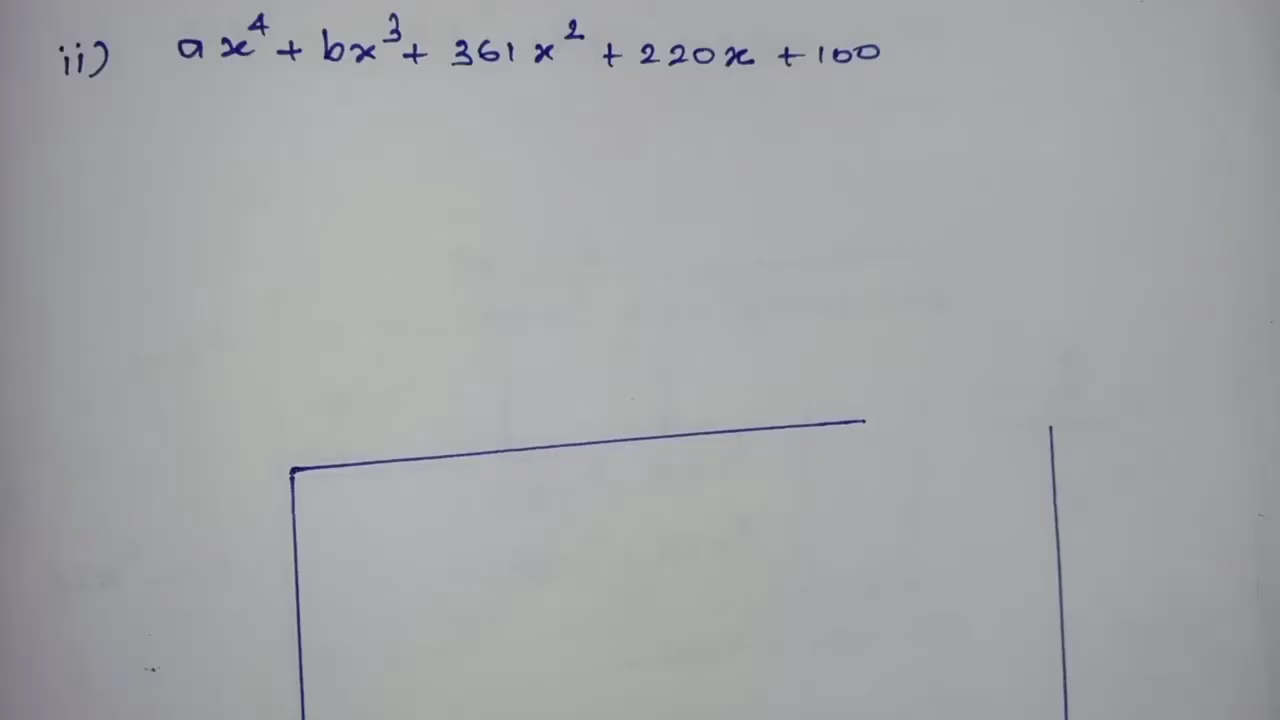 ii) ax⁴ + bx³ + 361x² + 220x + 100